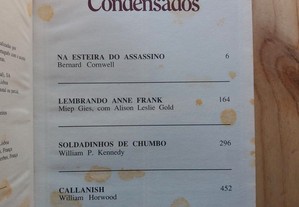 Condensados
NA ESTEIRA DO ASSASSINO 6
Bernard Cornwell
LEMBRANDO ANNE FRANK 164
Miep Gies, com Alison Leslie Gold
SOLDADINHOS DE CHUMBO 296
William P. Kennedy
CALLANISH 452
William Horwood